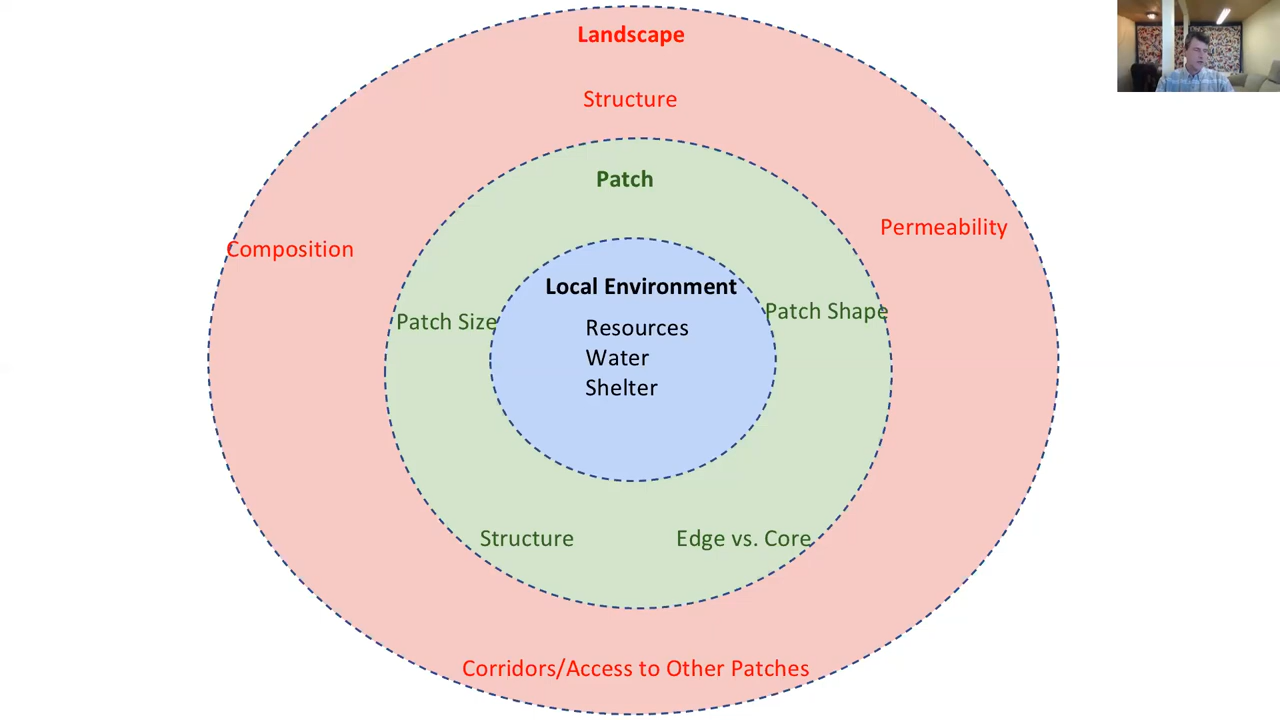 Landscape
Structure
Patch
Composition
Permeability
Local Environment
Patch Size
Patch Shape
Resources
Water
Shelter
Structure
Edge vs. Core
Corridors/Access to Other Patches